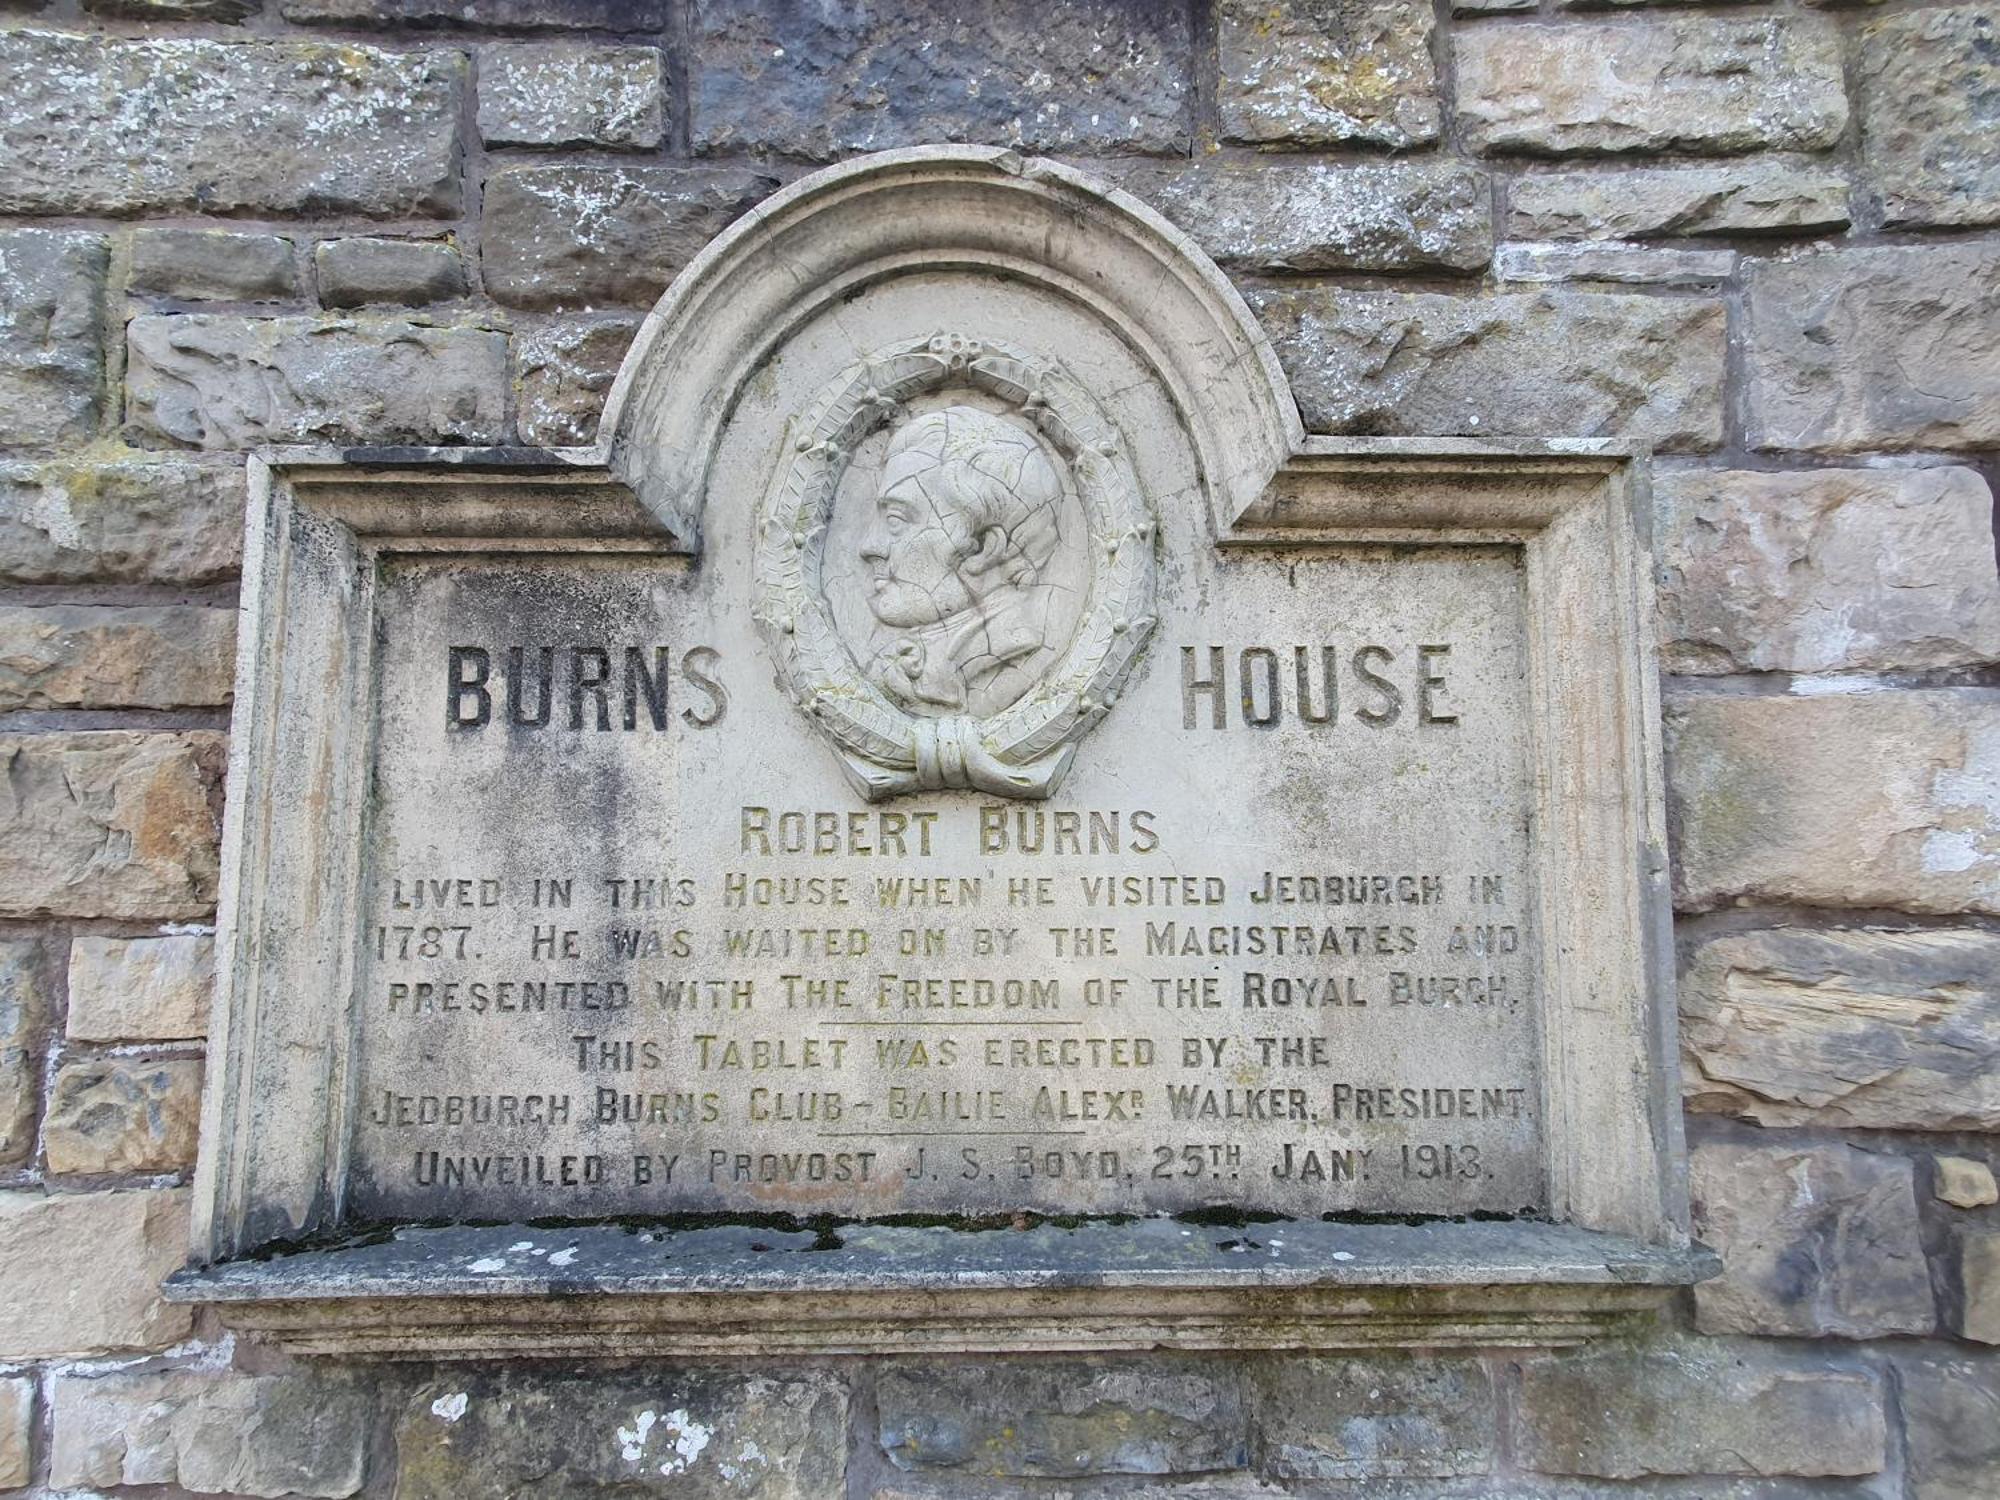 BURNS HOUSE
ROBERT BURNS
LIVED IN THIS HOUSE WHEN HE VISITED JEDBURGH IN
1787. HE WAS WAITED ON BY THE MAGISTRATES AND
PRESENTED WITH THE FREEDOM OF THE ROYAL BURGH.
THIS TABLET WAS ERECTED BY THE
JEDBURGH BURNS CLUB - BAILIE ALEXR WALKER, PRESIDENT.
UNVEILED BY PROVOST J. S. BOYD, 25TH JANY 1913.